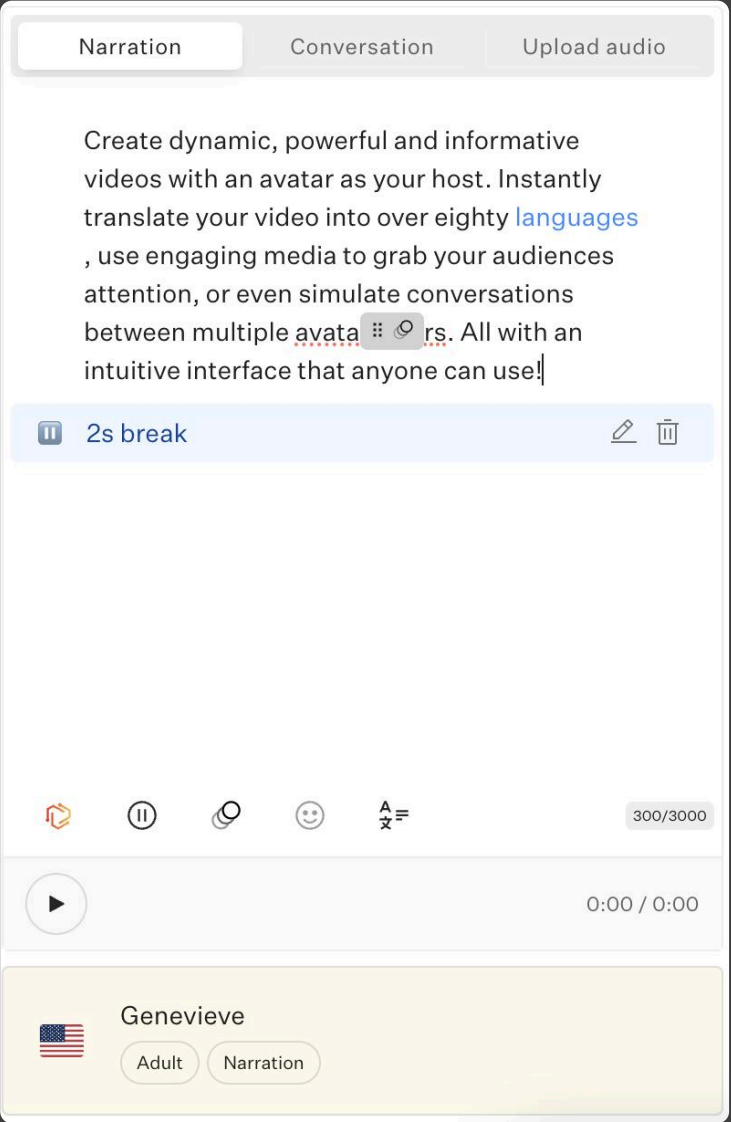 Narration
Conversation
Upload audio
Create dynamic, powerful and informative
videos with an avatar as your host. Instantly
translate your video into over eighty languages
, use engaging media to grab your audiences
attention, or even simulate conversations
between multiple avata rs. All with an
intuitive interface that anyone can use!
2s break
A 文
300/3000
0:00 / 0:00
Genevieve
Adult
Narration